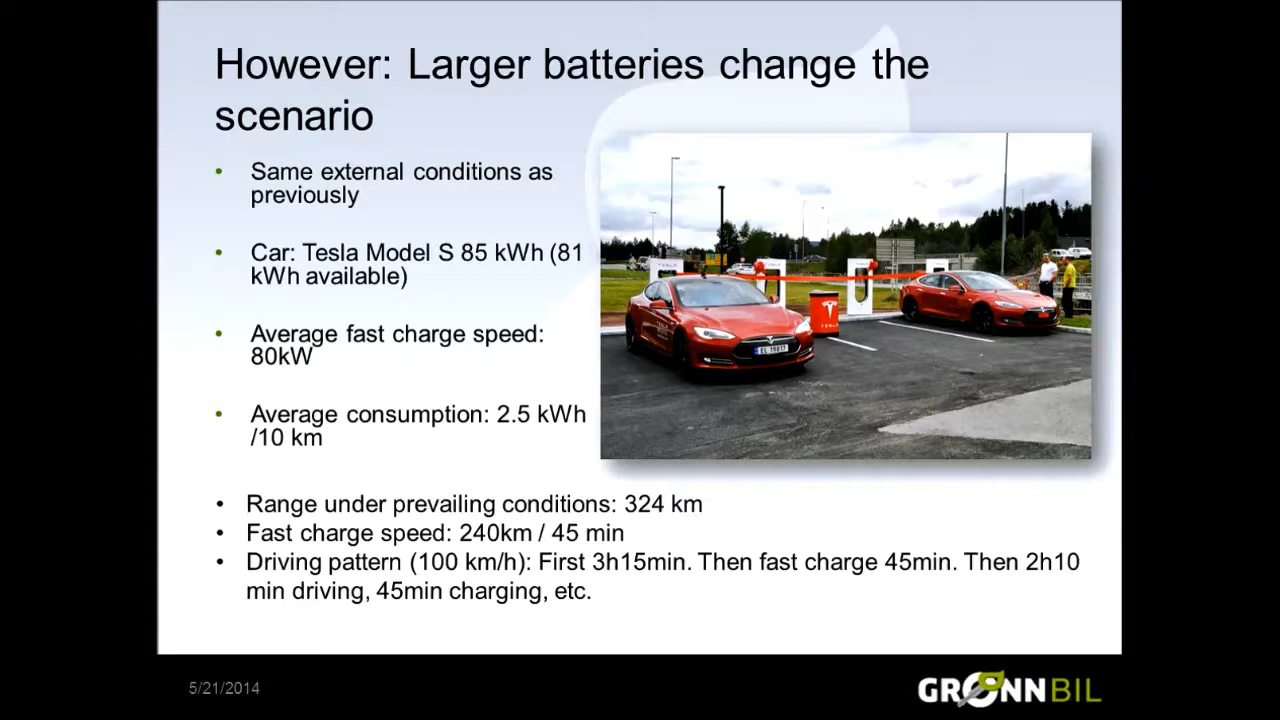 However: Larger batteries change the
scenario
• Same external conditions as
previously
• Car: Tesla Model S 85 kWh (81
kWh available)
• Average fast charge speed:
80kW
• Average consumption: 2.5 kWh
/10 km
TESLA
• Range under prevailing conditions: 324 km
• Fast charge speed: 240km / 45 min
• Driving pattern (100 km/h): First 3h15min. Then fast charge 45min. Then 2h10
min driving, 45min charging, etc.
5/21/2014
GRØNN BIL